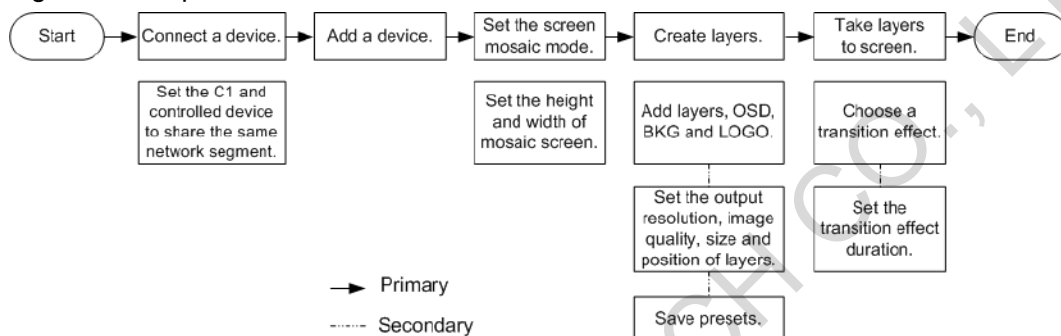 Start
Connect a device.
Add a device.
Set the screen
mosaic mode.
Create layers.
Take layers
to screen.
End
Set the C1 and
controlled device
to share the same
network segment.
Set the height
and width of
mosaic screen.
Add layers, OSD,
BKG and LOGO.
Choose a
transition effect.
Set the output
resolution, image
quality, size and
position of layers.
Set the
transition effect
duration.
Save presets.
Primary
Secondary
CH CO., L